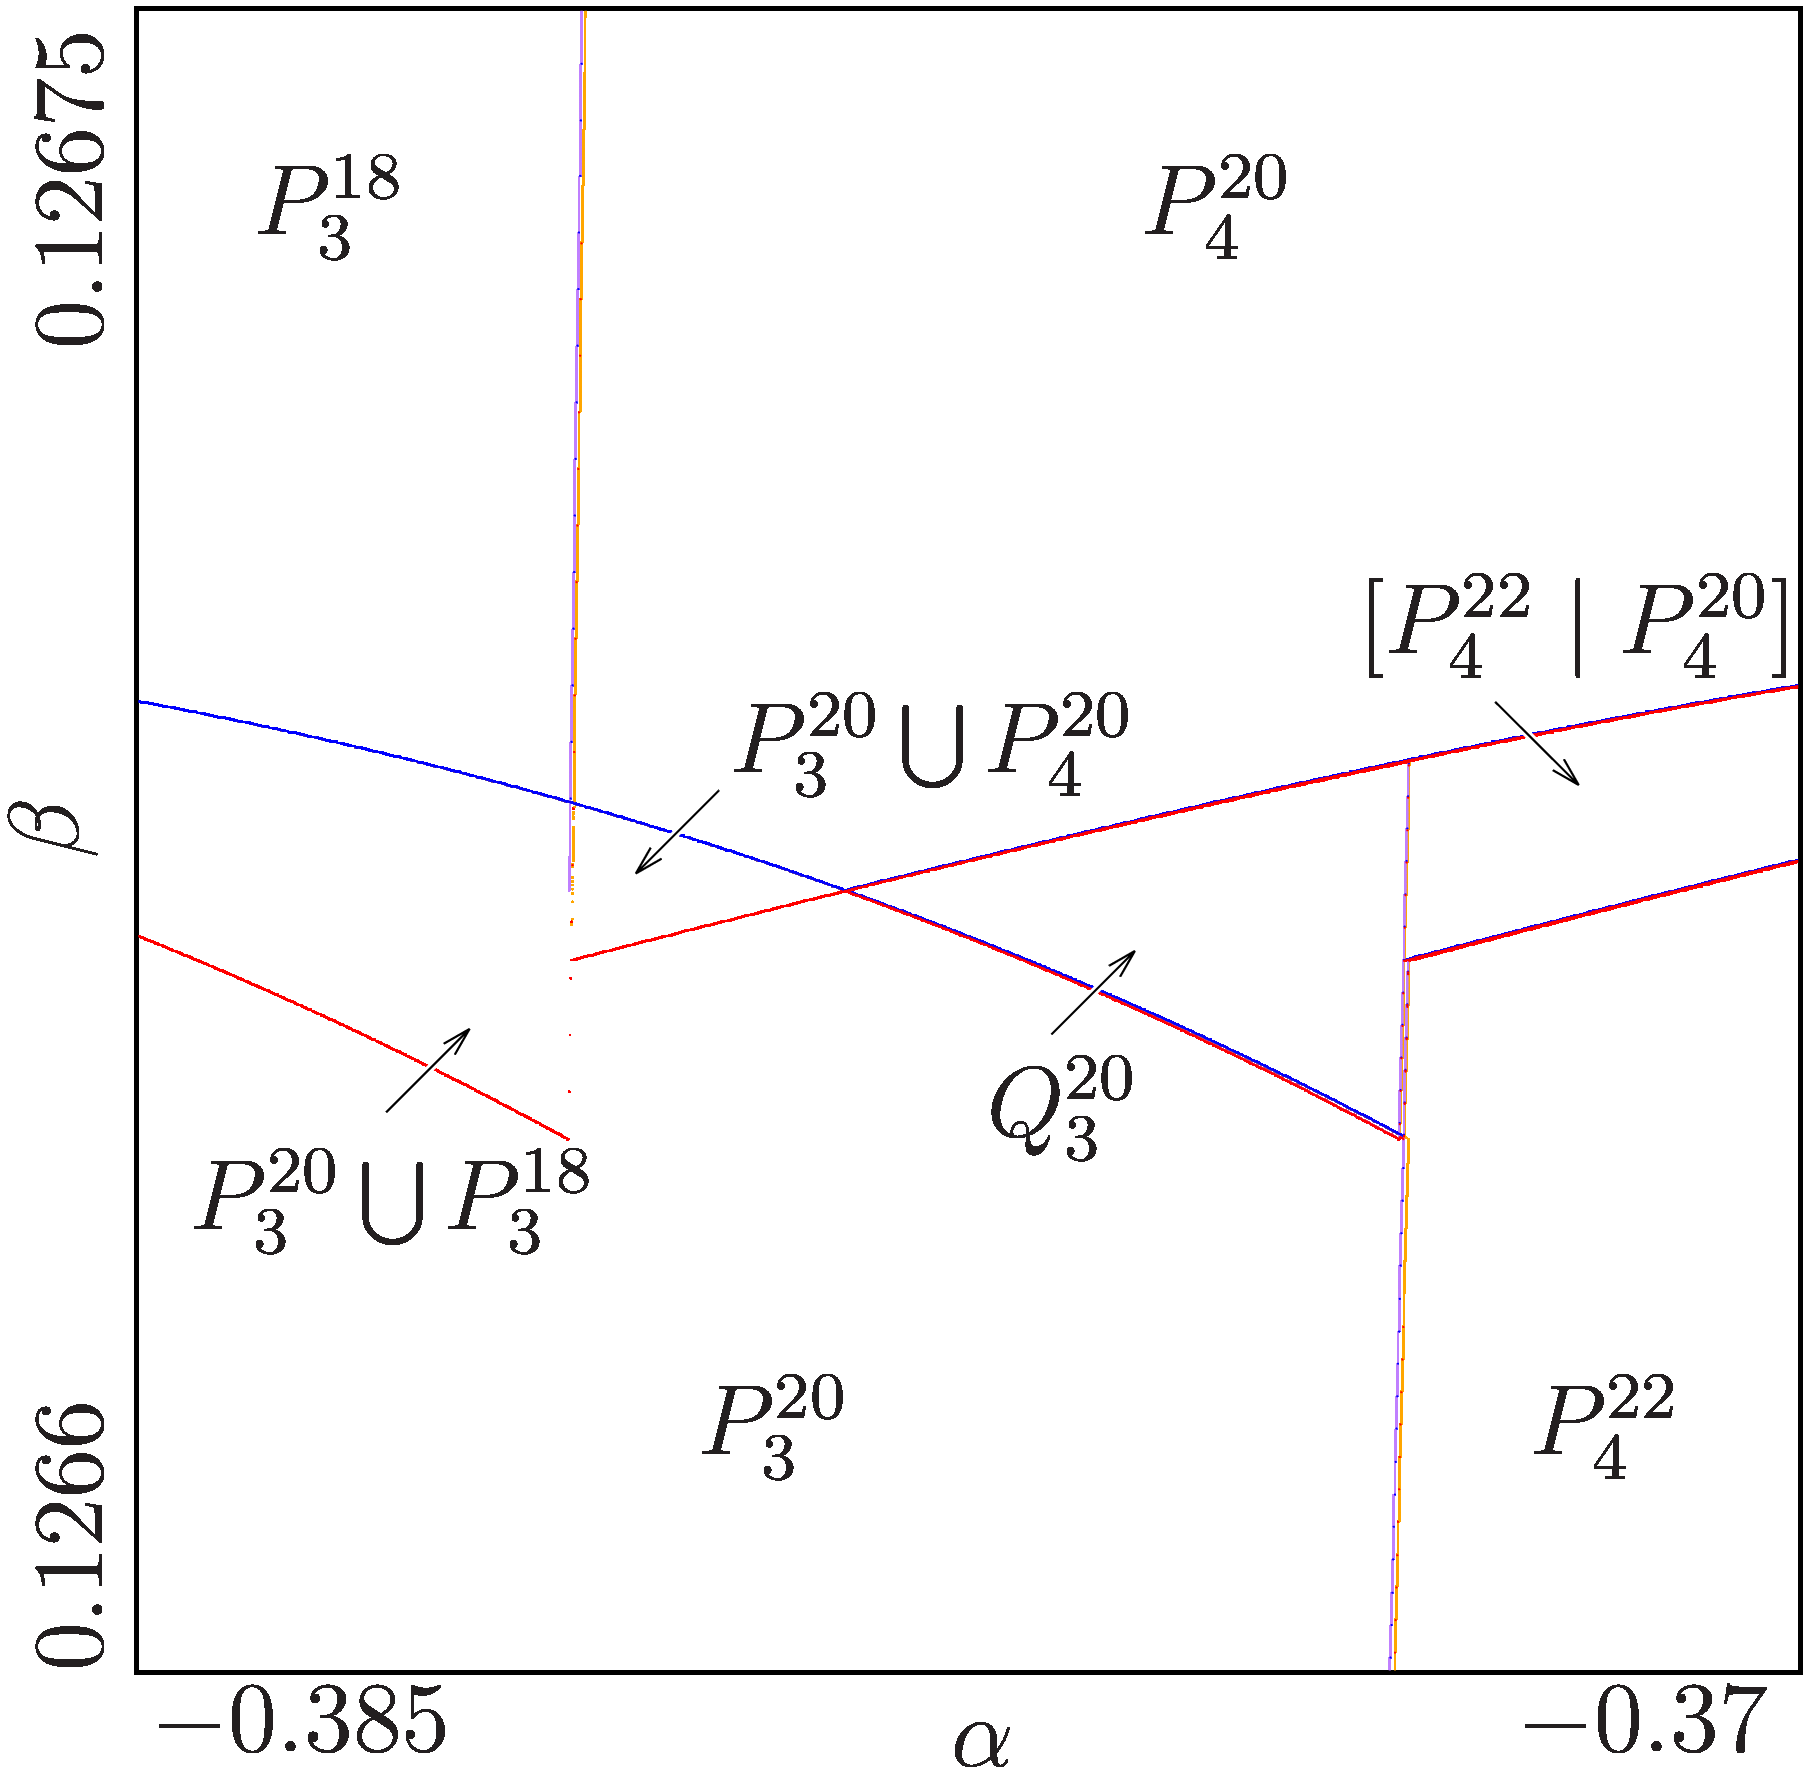 0.12675
P_3^{18}
P_4^{20}
[P_4^{22} | P_4^{20}]
P_3^{20} ⋃ P_4^{20}
β
Q_3^{20}
P_3^{20} ⋃ P_3^{18}
P_3^{20}
P_4^{22}
0.1266
−0.385
α
−0.37